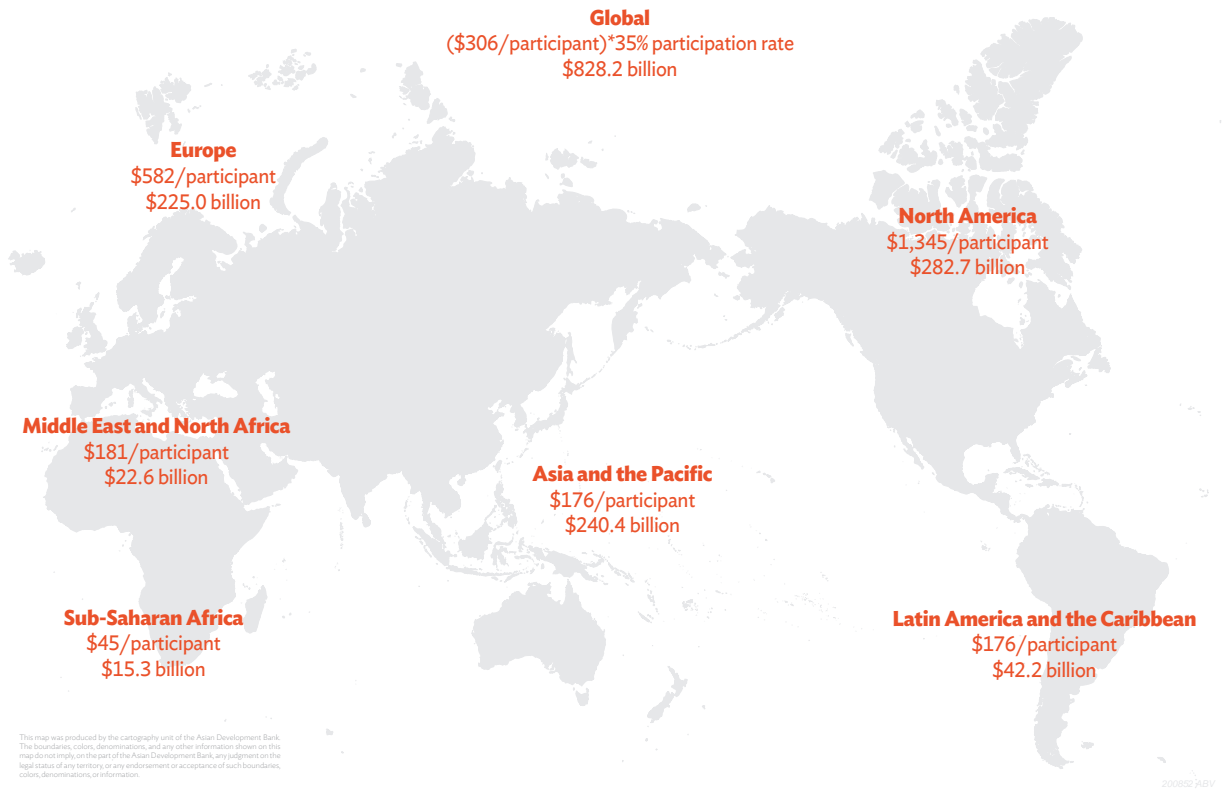 Global
($306/participant)*35% participation rate
$828.2 billion
Europe
$582/participant
$225.0 billion
North America
$1,345/participant
$282.7 billion
Middle East and North Africa
$181/participant
$22.6 billion
Asia and the Pacific
$176/participant
$240.4 billion
Sub-Saharan Africa
$45/participant
$15.3 billion
Latin America and the Caribbean
$176/participant
$42.2 billion
This map was produced by the cartography unit of the Asian Development Bank.
The boundaries, colors, denominations, and any other information shown on this
map do not imply, on the part of the Asian Development Bank, any judgment on the
legal status of any territory, or any endorsement or acceptance of such boundaries,
colors, denominations, or information.